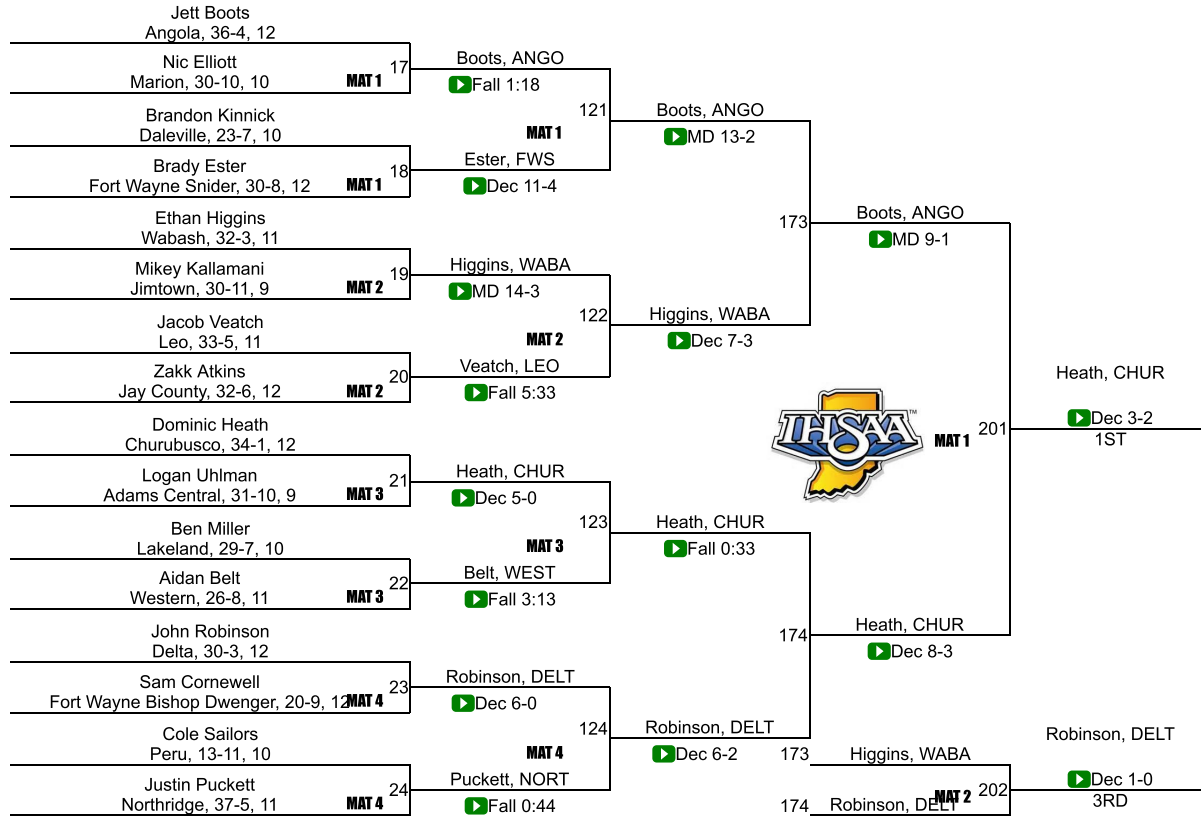 Jett Boots
Angola, 36-4, 12
Nic Elliott
Marion, 30-10, 10
MAT 1
17
Boots, ANGO
Fall 1:18
Brandon Kinnick
Daleville, 23-7, 10
Brady Ester
Fort Wayne Snider, 30-8, 12
MAT 1
18
Ester, FWS
Dec 11-4
121
MAT 1
Boots, ANGO
MD 13-2
Ethan Higgins
Wabash, 32-3, 11
Mikey Kallamani
Jimtown, 30-11, 9
MAT 2
19
Higgins, WABA
MD 14-3
Jacob Veatch
Leo, 33-5, 11
Zakk Atkins
Jay County, 32-6, 12
MAT 2
20
Veatch, LEO
Fall 5:33
122
MAT 2
Higgins, WABA
Dec 7-3
173
Boots, ANGO
MD 9-1
Dominic Heath
Churubusco, 34-1, 12
Logan Uhlman
Adams Central, 31-10, 9
MAT 3
21
Heath, CHUR
Dec 5-0
Ben Miller
Lakeland, 29-7, 10
Aidan Belt
Western, 26-8, 11
MAT 3
22
Belt, WEST
Fall 3:13
123
MAT 3
Heath, CHUR
Fall 0:33
John Robinson
Delta, 30-3, 12
Sam Cornewell
Fort Wayne Bishop Dwenger, 20-9, 12
MAT 4
23
Robinson, DELT
Dec 6-0
Cole Sailors
Peru, 13-11, 10
Justin Puckett
Northridge, 37-5, 11
MAT 4
24
Puckett, NORT
Fall 0:44
124
MAT 4
Robinson, DELT
Dec 6-2
174
Heath, CHUR
Dec 8-3
IHSAA™
MAT 1
201
Heath, CHUR
Dec 3-2
1ST
173
Higgins, WABA
174
Robinson, DELT
MAT 2
202
Robinson, DELT
Dec 1-0
3RD